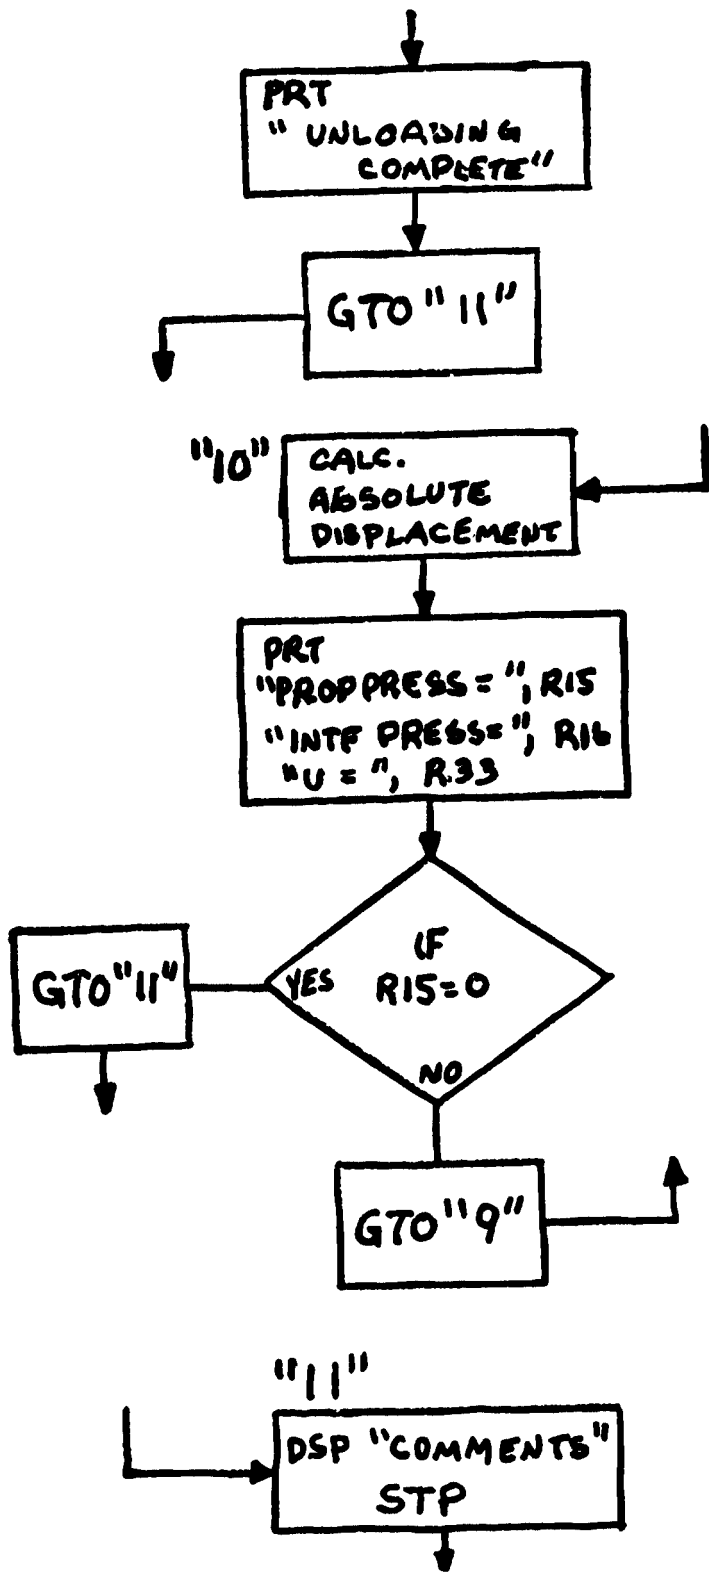 PRT
"UNLOADING
COMPLETE"
GTO "11"
"10"
CALC.
ABSOLUTE
DISPLACEMENT
PRT
"PROP PRESS = ", R15
"INTF PRESS=", R16
"U = ", R33
IF
R15=0
YES
GTO "11"
NO
GTO "9"
"11"
DSP "COMMENTS"
STP